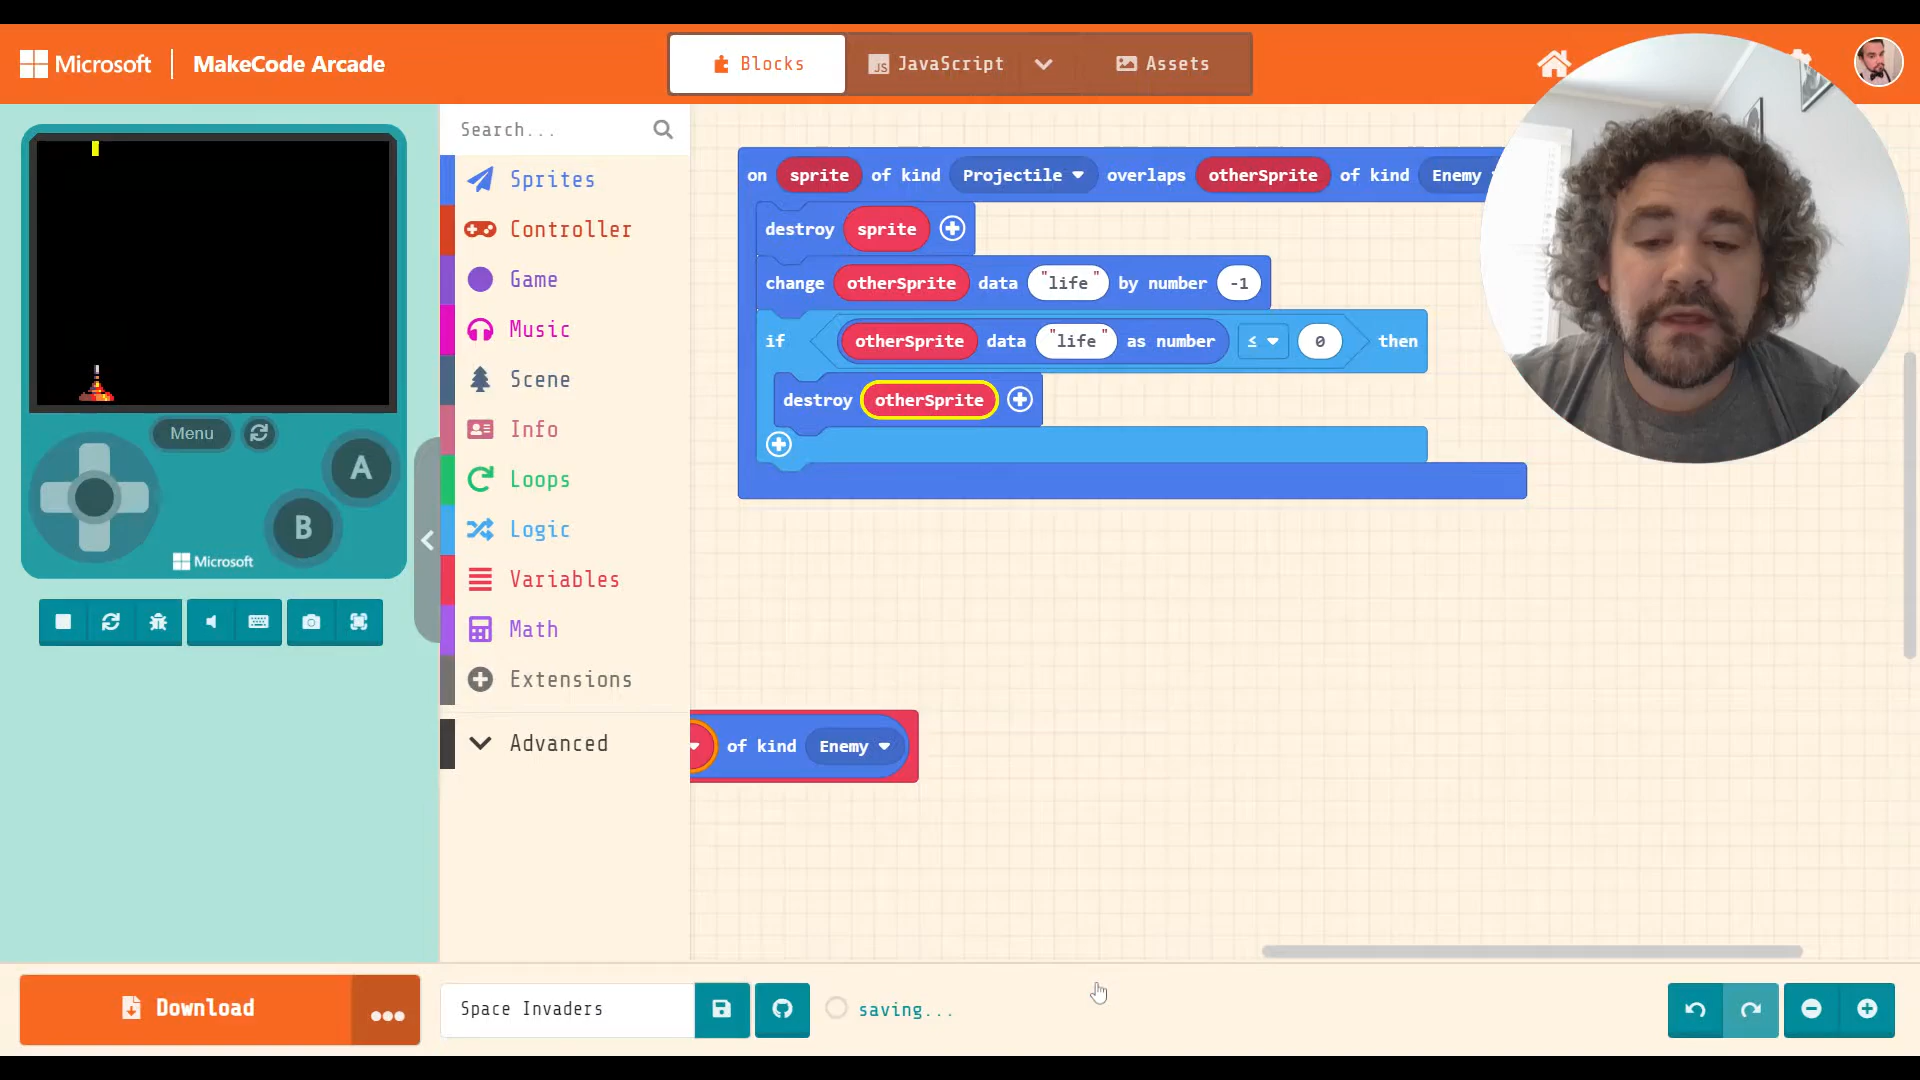 Microsoft MakeCode Arcade
Blocks
JavaScript
Assets
Search...
Sprites
Controller
Game
Music
Scene
Info
Loops
Logic
Variables
Math
Extensions
Advanced
on sprite of kind Projectile overlaps otherSprite of kind Enemy
destroy sprite
change otherSprite data "life" by number -1
if otherSprite data "life" as number ≤ 0 then
destroy otherSprite
of kind Enemy
Menu
A
B
Microsoft
Download
Space Invaders
saving...